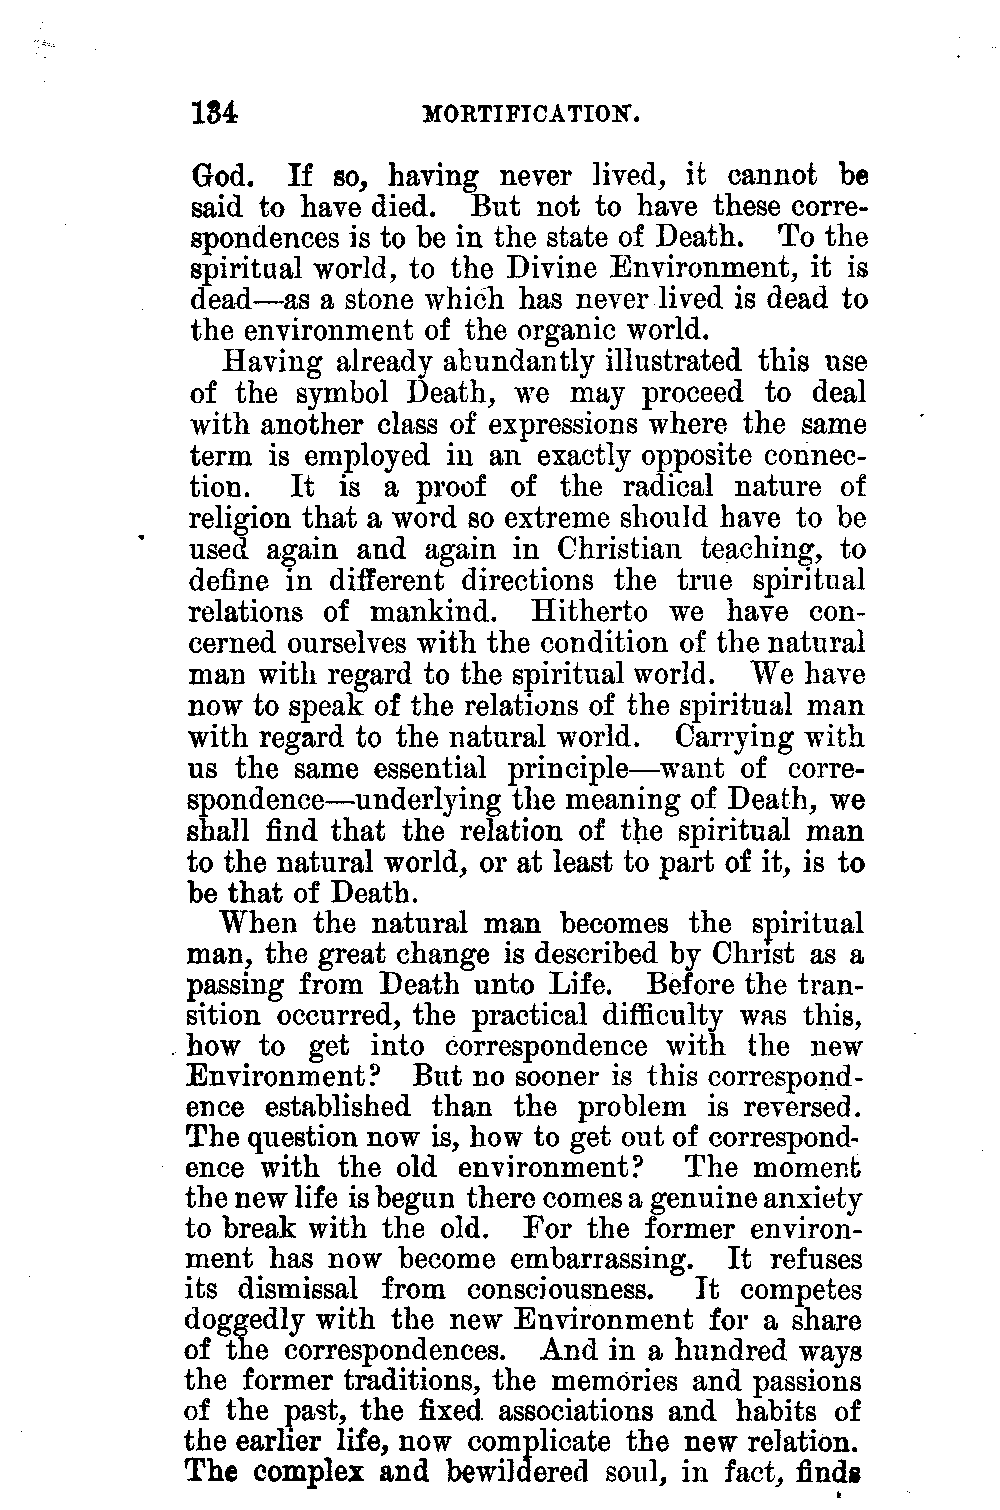 134 MORTIFICATION.
God. If so, having never lived, it cannot be
said to have died. But not to have these corre-
spondences is to be in the state of Death. To the
spiritual world, to the Divine Environment, it is
dead—as a stone which has never lived is dead to
the environment of the organic world.
Having already abundantly illustrated this use
of the symbol Death, we may proceed to deal
with another class of expressions where the same
term is employed in an exactly opposite connec-
tion. It is a proof of the radical nature of
religion that a word so extreme should have to be
used again and again in Christian teaching, to
define in different directions the true spiritual
relations of mankind. Hitherto we have con-
cerned ourselves with the condition of the natural
man with regard to the spiritual world. We have
now to speak of the relations of the spiritual man
with regard to the natural world. Carrying with
us the same essential principle—want of corre-
spondence—underlying the meaning of Death, we
shall find that the relation of the spiritual man
to the natural world, or at least to part of it, is to
be that of Death.
When the natural man becomes the spiritual
man, the great change is described by Christ as a
passing from Death unto Life. Before the tran-
sition occurred, the practical difficulty was this,
how to get into correspondence with the new
Environment? But no sooner is this correspond-
ence established than the problem is reversed.
The question now is, how to get out of correspond-
ence with the old environment? The moment
the new life is begun there comes a genuine anxiety
to break with the old. For the former environ-
ment has now become embarrassing. It refuses
its dismissal from consciousness. It competes
doggedly with the new Environment for a share
of the correspondences. And in a hundred ways
the former traditions, the memories and passions
of the past, the fixed associations and habits of
the earlier life, now complicate the new relation.
The complex and bewildered soul, in fact, finds